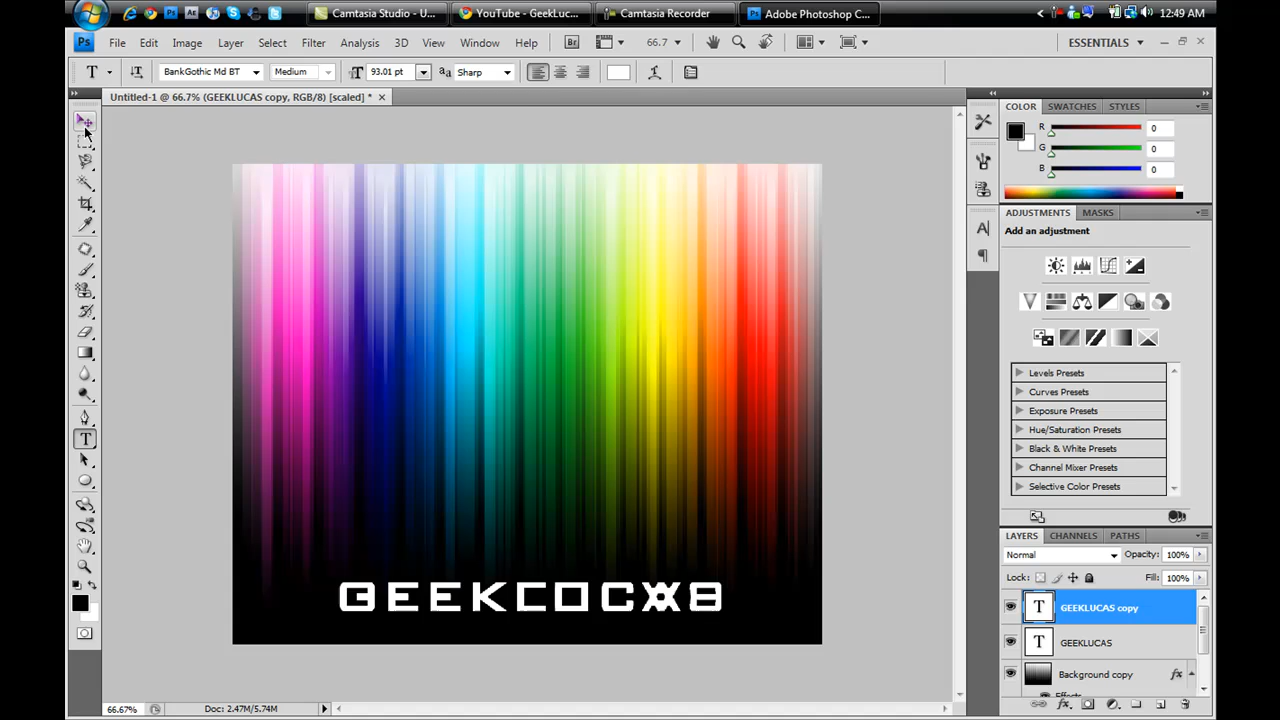 Camtasia Studio - U...
YouTube - GeekLuc...
Camtasia Recorder
Adobe Photoshop C...
12:49 AM
Ps File Edit Image Layer Select Filter Analysis 3D View Window Help
Br 66.7 ESSENTIALS
T BankGothic Md BT Medium 93.01 pt Sharp
Untitled-1 @ 66.7% (GEEKLUCAS copy, RGB/8) [scaled] *
COLOR SWATCHES STYLES
R 0
G 0
B 0
ADJUSTMENTS MASKS
Add an adjustment
Levels Presets
Curves Presets
Exposure Presets
Hue/Saturation Presets
Black & White Presets
Channel Mixer Presets
Selective Color Presets
LAYERS CHANNELS PATHS
Normal Opacity: 100%
Lock: Fill: 100%
T GEEKLUCAS copy
T GEEKLUCAS
Background copy fx
Effects
66.67% Doc: 2.47M/5.74M